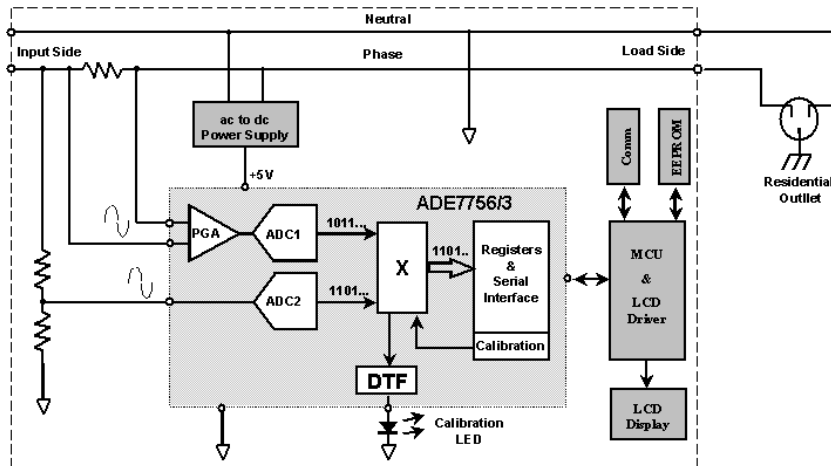 Neutral
Input Side
Phase
Load Side
ac to dc
Power Supply
+5V
Comm
EEPROM
Residential
Outllet
ADE7756/3
PGA
ADC1
1011...
X
1101..
Registers
&
Serial
Interface
MCU
&
LCD
Driver
ADC2
1101...
Calibration
DTF
Calibration
LED
LCD
Display